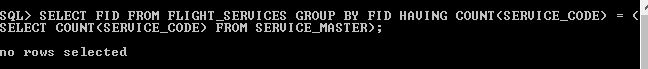 SQL> SELECT FID FROM FLIGHT_SERVICES GROUP BY FID HAVING COUNT(SERVICE_CODE) = (
SELECT COUNT(SERVICE_CODE) FROM SERVICE_MASTER);
no rows selected